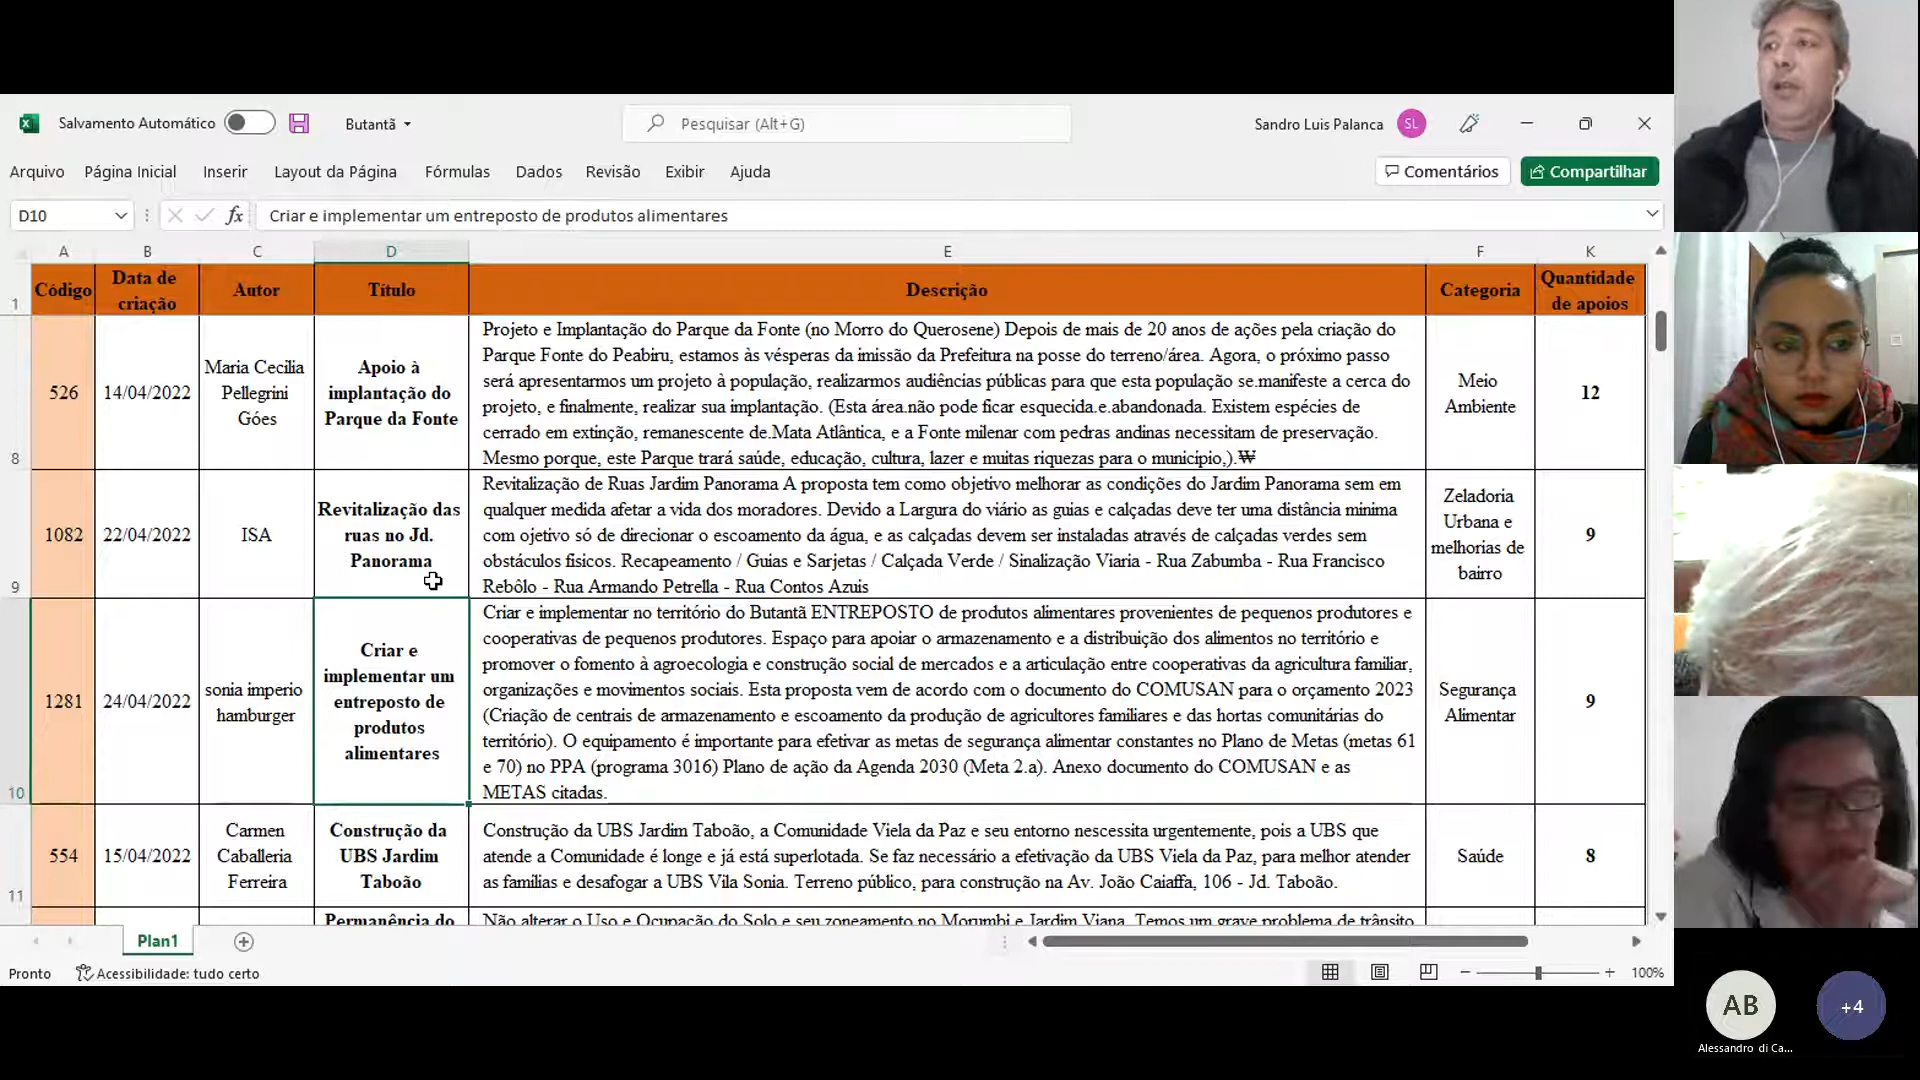 Salvamento Automático
Butantã
Pesquisar (Alt+G)
Sandro Luis Palanca
SL
Arquivo
Página Inicial
Inserir
Layout da Página
Fórmulas
Dados
Revisão
Exibir
Ajuda
Comentários
Compartilhar
D10
fx
Criar e implementar um entreposto de produtos alimentares
A
B
C
D
E
F
K
1
Código
Data de
criação
Autor
Título
Descrição
Categoria
Quantidade
de apoios
8
526
14/04/2022
Maria Cecilia
Pellegrini
Góes
Apoio à
implantação do
Parque da Fonte
Projeto e Implantação do Parque da Fonte (no Morro do Querosene) Depois de mais de 20 anos de ações pela criação do
Parque Fonte do Peabiru, estamos às vésperas da imissão da Prefeitura na posse do terreno/área. Agora, o próximo passo
será apresentarmos um projeto à população, realizarmos audiências públicas para que esta população se.manifeste a cerca do
projeto, e finalmente, realizar sua implantação. (Esta área.não pode ficar esquecida.e.abandonada. Existem espécies de
cerrado em extinção, remanescente de.Mata Atlântica, e a Fonte milenar com pedras andinas necessitam de preservação.
Mesmo porque, este Parque trará saúde, educação, cultura, lazer e muitas riquezas para o município,).₩
Meio
Ambiente
12
9
1082
22/04/2022
ISA
Revitalização das
ruas no Jd.
Panorama
Revitalização de Ruas Jardim Panorama A proposta tem como objetivo melhorar as condições do Jardim Panorama sem em
qualquer medida afetar a vida dos moradores. Devido a Largura do viário as guias e calçadas deve ter uma distância minima
com ojetivo só de direcionar o escoamento da água, e as calçadas devem ser instaladas através de calçadas verdes sem
obstáculos físicos. Recapeamento / Guias e Sarjetas / Calçada Verde / Sinalização Viaria - Rua Zabumba - Rua Francisco
Rebôlo - Rua Armando Petrella - Rua Contos Azuis
Zeladoria
Urbana e
melhorias de
bairro
9
10
1281
24/04/2022
sonia imperio
hamburger
Criar e
implementar um
entreposto de
produtos
alimentares
Criar e implementar no território do Butantã ENTREPOSTO de produtos alimentares provenientes de pequenos produtores e
cooperativas de pequenos produtores. Espaço para apoiar o armazenamento e a distribuição dos alimentos no território e
promover o fomento à agroecologia e construção social de mercados e a articulação entre cooperativas da agricultura familiar,
organizações e movimentos sociais. Esta proposta vem de acordo com o documento do COMUSAN para o orçamento 2023
(Criação de centrais de armazenamento e escoamento da produção de agricultores familiares e das hortas comunitárias do
território). O equipamento é importante para efetivar as metas de segurança alimentar constantes no Plano de Metas (metas 61
e 70) no PPA (programa 3016) Plano de ação da Agenda 2030 (Meta 2.a). Anexo documento do COMUSAN e as
METAS citadas.
Segurança
Alimentar
9
11
554
15/04/2022
Carmen
Caballeria
Ferreira
Construção da
UBS Jardim
Taboão
Construção da UBS Jardim Taboão, a Comunidade Viela da Paz e seu entorno nescessita urgentemente, pois a UBS que
atende a Comunidade é longe e já está superlotada. Se faz necessário a efetivação da UBS Viela da Paz, para melhor atender
as familias e desafogar a UBS Vila Sonia. Terreno público, para construção na Av. João Caiaffa, 106 - Jd. Taboão.
Saúde
8
Permanência do
Não alterar o Uso e Ocupação do Solo e seu zoneamento no Morumbi e Jardim Viana. Temos um grave problema de trânsito
Plan1
Pronto
Acessibilidade: tudo certo
100%
AB
+4
Alessandro di Ca...